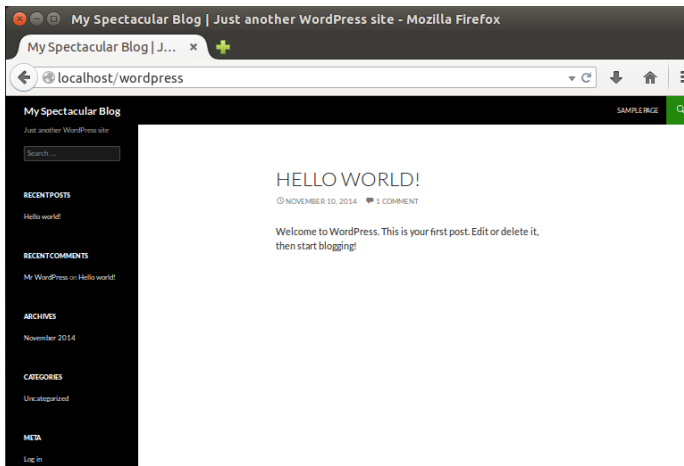 My Spectacular Blog | Just another WordPress site - Mozilla Firefox
My Spectacular Blog | J...
localhost/wordpress
My Spectacular Blog
SAMPLE PAGE
Just another WordPress site
Search ...
HELLO WORLD!
NOVEMBER 10, 2014 1 COMMENT
Welcome to WordPress. This is your first post. Edit or delete it,
then start blogging!
RECENT POSTS
Hello world!
RECENT COMMENTS
Mr WordPress on Hello world!
ARCHIVES
November 2014
CATEGORIES
Uncategorized
META
Log in